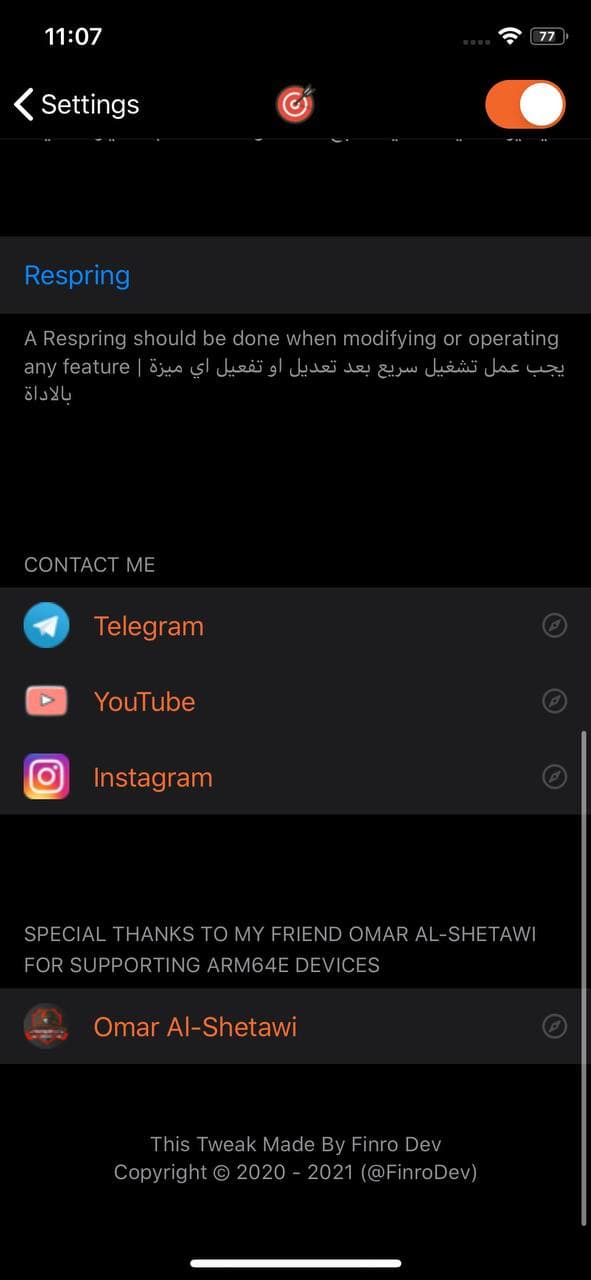 11:07
77
Settings
Respring
A Respring should be done when modifying or operating
any feature | يجب عمل تشغيل سريع بعد تعديل او تفعيل اي ميزة
بالاداة
CONTACT ME
Telegram
YouTube
Instagram
SPECIAL THANKS TO MY FRIEND OMAR AL-SHETAWI
FOR SUPPORTING ARM64E DEVICES
Omar Al-Shetawi
This Tweak Made By Finro Dev
Copyright © 2020 - 2021 (@FinroDev)